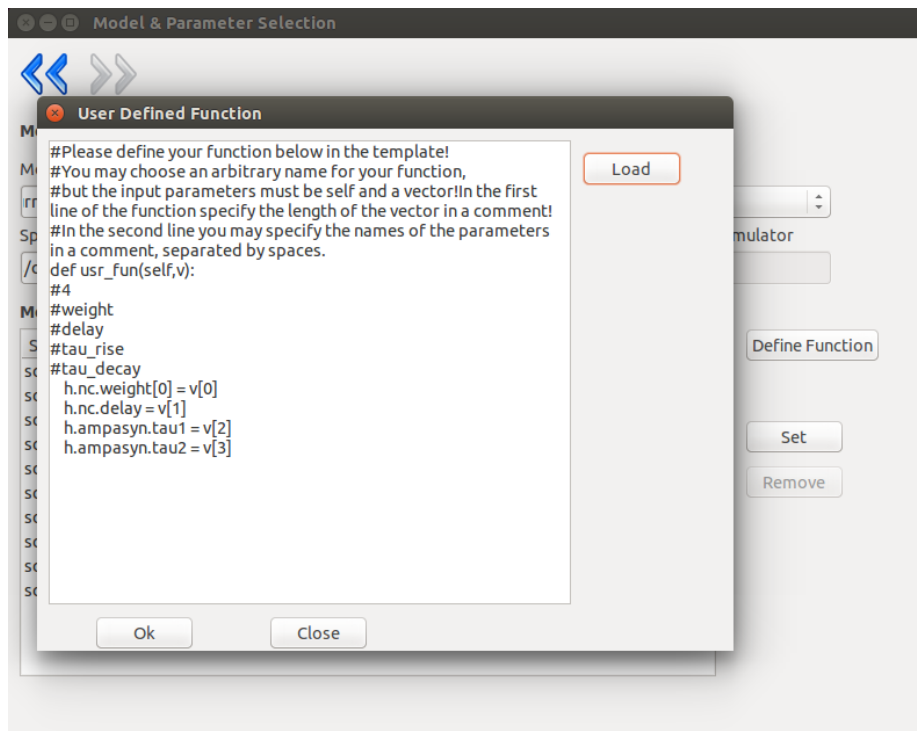 Model & Parameter Selection
User Defined Function
#Please define your function below in the template!
#You may choose an arbitrary name for your function,
#but the input parameters must be self and a vector!In the first
line of the function specify the length of the vector in a comment!
#In the second line you may specify the names of the parameters
in a comment, separated by spaces.
def usr_fun(self,v):
#4
#weight
#delay
#tau_rise
#tau_decay
h.nc.weight[0] = v[0]
h.nc.delay = v[1]
h.ampasyn.tau1 = v[2]
h.ampasyn.tau2 = v[3]
Load
Ok
Close
Define Function
Set
Remove